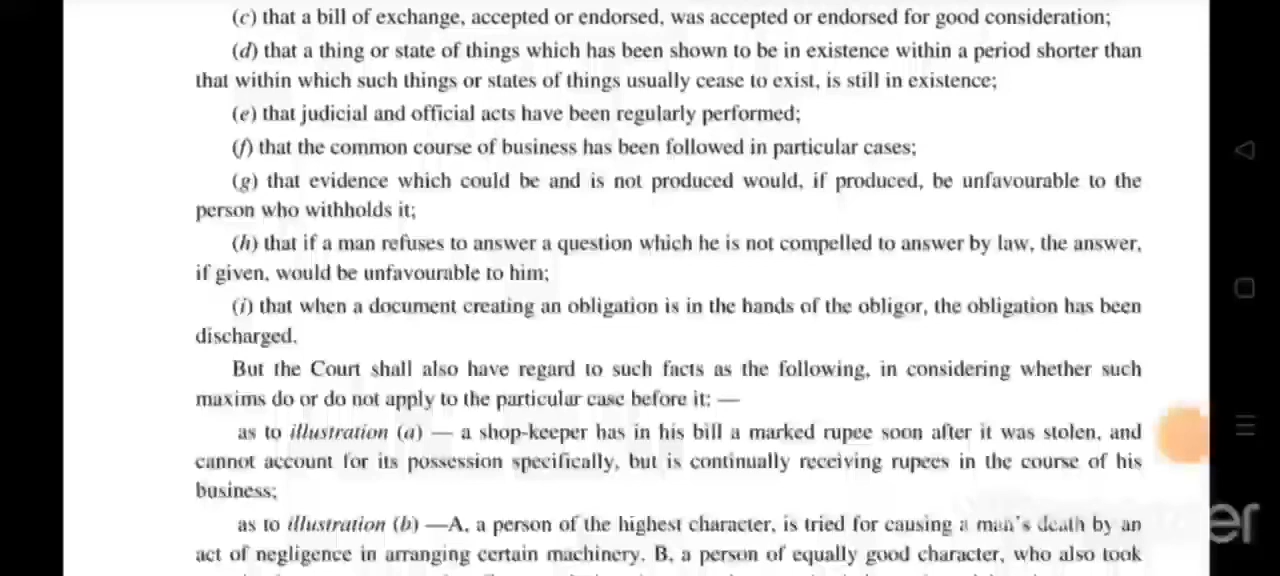 (c) that a bill of exchange, accepted or endorsed, was accepted or endorsed for good consideration;
(d) that a thing or state of things which has been shown to be in existence within a period shorter than
that within which such things or states of things usually cease to exist, is still in existence;
(e) that judicial and official acts have been regularly performed;
(f) that the common course of business has been followed in particular cases;
(g) that evidence which could be and is not produced would, if produced, be unfavourable to the
person who withholds it;
(h) that if a man refuses to answer a question which he is not compelled to answer by law, the answer,
if given, would be unfavourable to him;
(i) that when a document creating an obligation is in the hands of the obligor, the obligation has been
discharged.
But the Court shall also have regard to such facts as the following, in considering whether such
maxims do or do not apply to the particular case before it: —
as to illustration (a) — a shop-keeper has in his bill a marked rupee soon after it was stolen, and
cannot account for its possession specifically, but is continually receiving rupees in the course of his
business;
as to illustration (b) —A, a person of the highest character, is tried for causing a man's death by an
act of negligence in arranging certain machinery. B, a person of equally good character, who also took